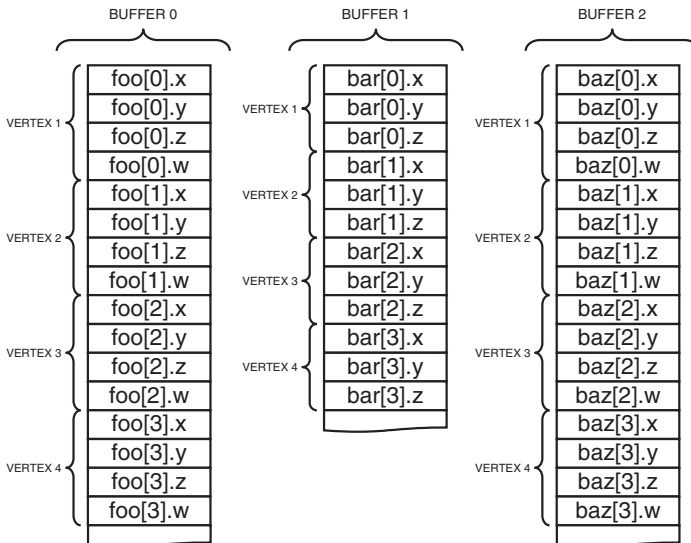 BUFFER 0
VERTEX 1
foo[0].x
foo[0].y
foo[0].z
foo[0].w
VERTEX 2
foo[1].x
foo[1].y
foo[1].z
foo[1].w
VERTEX 3
foo[2].x
foo[2].y
foo[2].z
foo[2].w
VERTEX 4
foo[3].x
foo[3].y
foo[3].z
foo[3].w
BUFFER 1
VERTEX 1
bar[0].x
bar[0].y
bar[0].z
VERTEX 2
bar[1].x
bar[1].y
bar[1].z
VERTEX 3
bar[2].x
bar[2].y
bar[2].z
VERTEX 4
bar[3].x
bar[3].y
bar[3].z
BUFFER 2
VERTEX 1
baz[0].x
baz[0].y
baz[0].z
baz[0].w
VERTEX 2
baz[1].x
baz[1].y
baz[1].z
baz[1].w
VERTEX 3
baz[2].x
baz[2].y
baz[2].z
baz[2].w
VERTEX 4
baz[3].x
baz[3].y
baz[3].z
baz[3].w